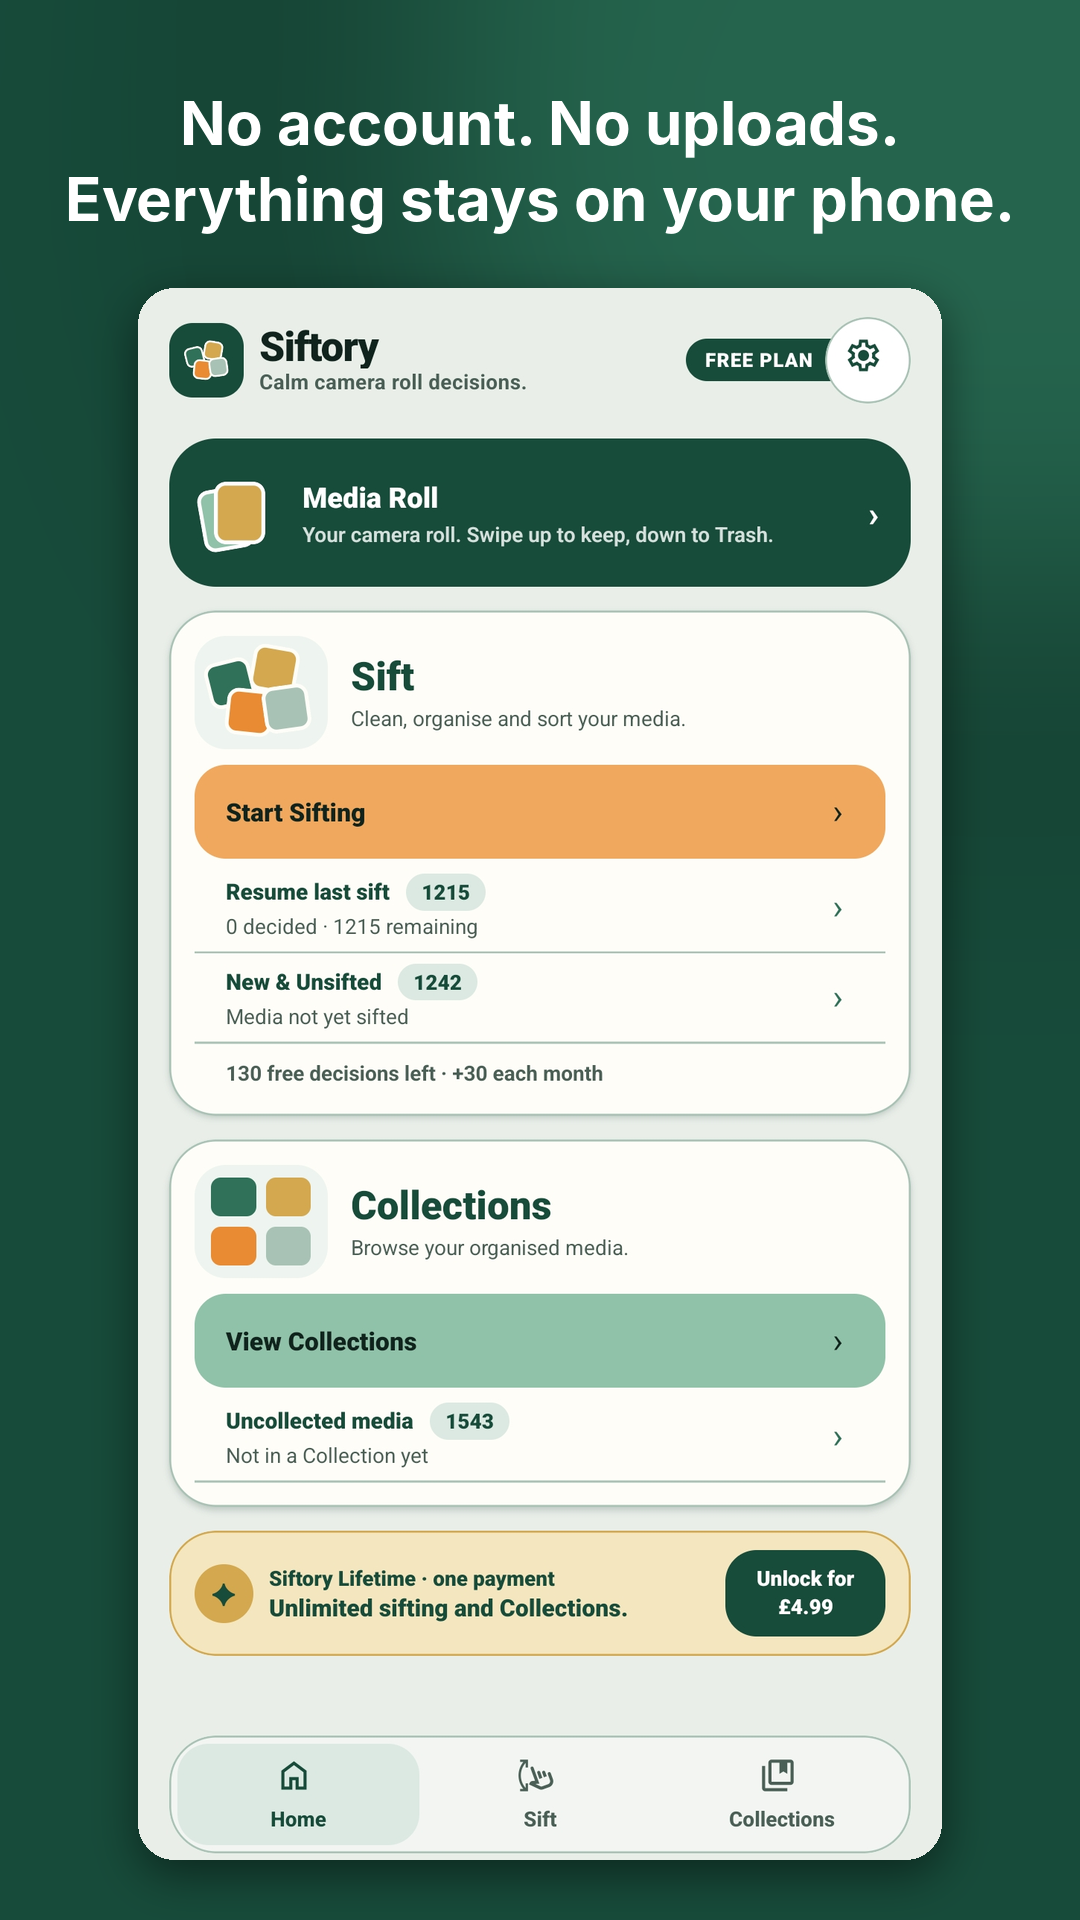 No account. No uploads.
Everything stays on your phone.
Siftory
Calm camera roll decisions.
FREE PLAN
Media Roll
Your camera roll. Swipe up to keep, down to Trash.
Sift
Clean, organise and sort your media.
Start Sifting
Resume last sift 1215
0 decided · 1215 remaining
New & Unsifted 1242
Media not yet sifted
130 free decisions left · +30 each month
Collections
Browse your organised media.
View Collections
Uncollected media 1543
Not in a Collection yet
Siftory Lifetime · one payment
Unlimited sifting and Collections.
Unlock for
£4.99
Home
Sift
Collections